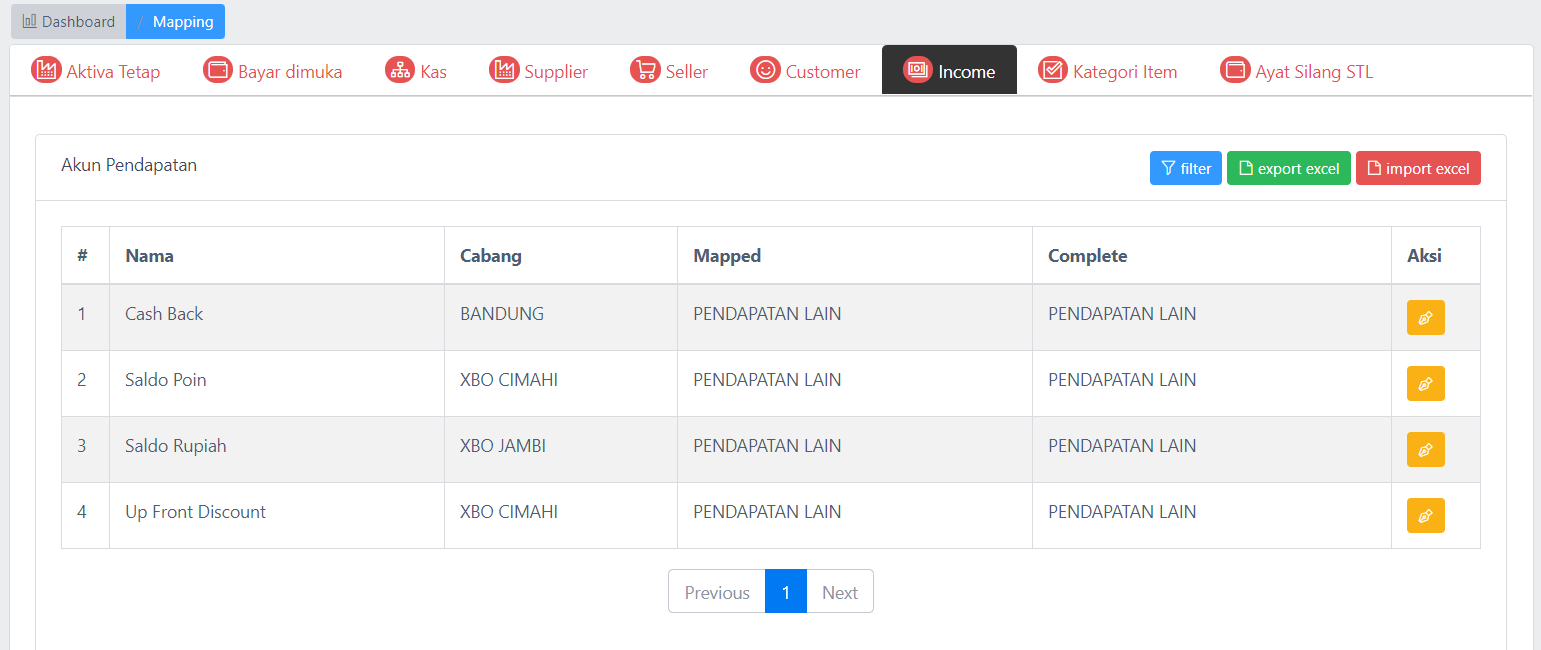 Dashboard / Mapping
Aktiva Tetap Bayar dimuka Kas Supplier Seller Customer Income Kategori Item Ayat Silang STL
Akun Pendapatan filter export excel import excel
# Nama Cabang Mapped Complete Aksi
1 Cash Back BANDUNG PENDAPATAN LAIN PENDAPATAN LAIN
2 Saldo Poin XBO CIMAHI PENDAPATAN LAIN PENDAPATAN LAIN
3 Saldo Rupiah XBO JAMBI PENDAPATAN LAIN PENDAPATAN LAIN
4 Up Front Discount XBO CIMAHI PENDAPATAN LAIN PENDAPATAN LAIN
Previous 1 Next